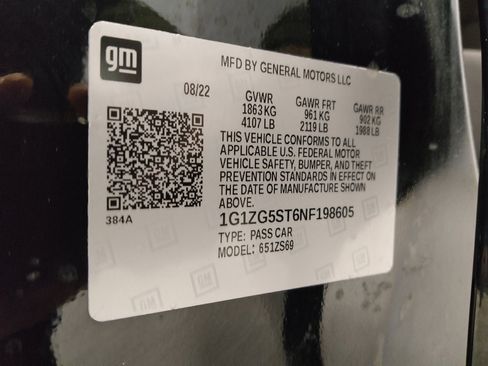 gm
MFD BY GENERAL MOTORS LLC
08/22
GVWR GAWR FRT GAWR RR
1863 KG 961 KG 902 KG
4107 LB 2119 LB 1988 LB
THIS VEHICLE CONFORMS TO ALL
APPLICABLE U.S. FEDERAL MOTOR
VEHICLE SAFETY, BUMPER, AND THEFT
PREVENTION STANDARDS IN EFFECT ON
THE DATE OF MANUFACTURE SHOWN
ABOVE.
384A
1G1ZG5ST6NF198605
TYPE: PASS CAR
MODEL: 651ZS69